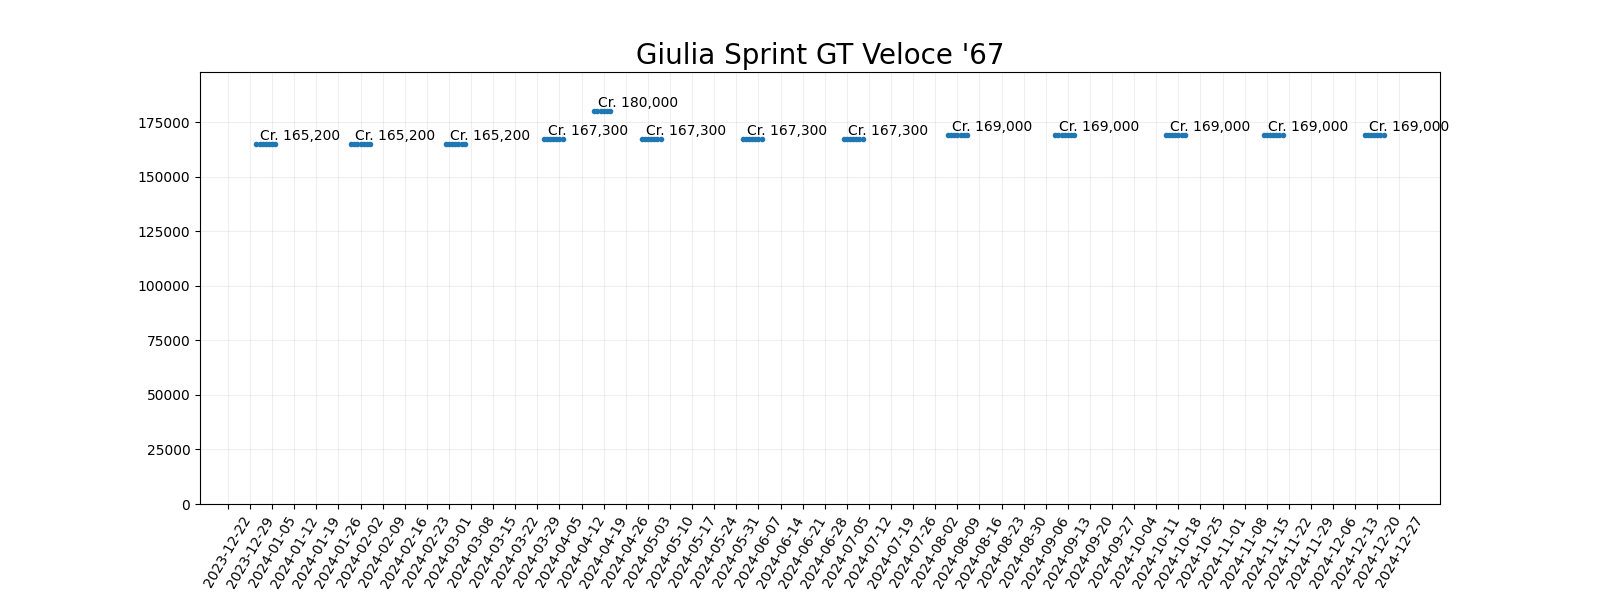 Giulia Sprint GT Veloce '67
Cr. 180,000
Cr. 165,200 Cr. 165,200 Cr. 165,200 Cr. 167,300 Cr. 167,300 Cr. 167,300 Cr. 167,300 Cr. 169,000 Cr. 169,000 Cr. 169,000 Cr. 169,000 Cr. 169,000
175000
150000
125000
100000
75000
50000
25000
0
2023-12-22 2023-12-29 2024-01-05 2024-01-12 2024-01-19 2024-01-26 2024-02-02 2024-02-09 2024-02-16 2024-02-23 2024-03-01 2024-03-08 2024-03-15 2024-03-22 2024-03-29 2024-04-05 2024-04-12 2024-04-19 2024-04-26 2024-05-03 2024-05-10 2024-05-17 2024-05-24 2024-05-31 2024-06-07 2024-06-14 2024-06-21 2024-06-28 2024-07-05 2024-07-12 2024-07-19 2024-07-26 2024-08-02 2024-08-09 2024-08-16 2024-08-23 2024-08-30 2024-09-06 2024-09-13 2024-09-20 2024-09-27 2024-10-04 2024-10-11 2024-10-18 2024-10-25 2024-11-01 2024-11-08 2024-11-15 2024-11-22 2024-11-29 2024-12-06 2024-12-13 2024-12-20 2024-12-27